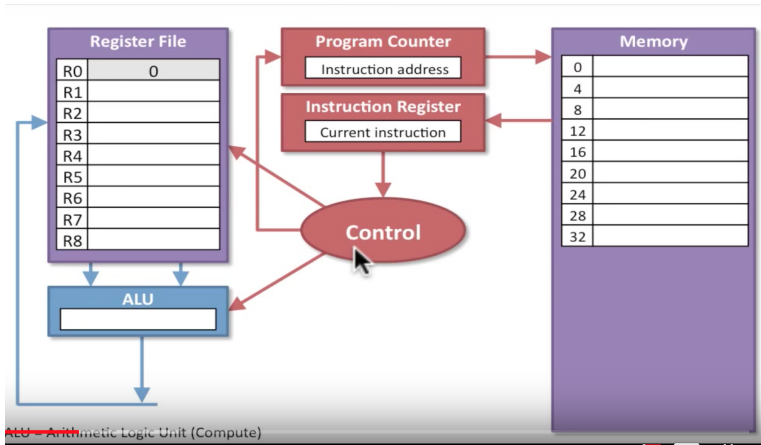 Register File
R0 0
R1
R2
R3
R4
R5
R6
R7
R8
Program Counter
Instruction address
Instruction Register
Current instruction
Control
ALU
Memory
0
4
8
12
16
20
24
28
32
ALU – Arithmetic Logic Unit (Compute)